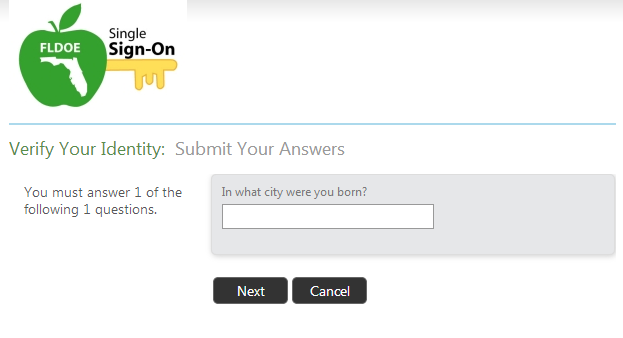 FLDOE
Single
Sign-On
Verify Your Identity: Submit Your Answers
You must answer 1 of the
following 1 questions.
In what city were you born?
Next Cancel